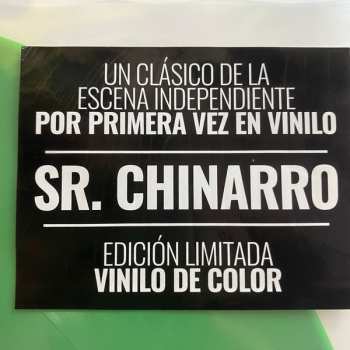 UN CLÁSICO DE LA
ESCENA INDEPENDIENTE
POR PRIMERA VEZ EN VINILO
SR. CHINARRO
EDICIÓN LIMITADA
VINILO DE COLOR